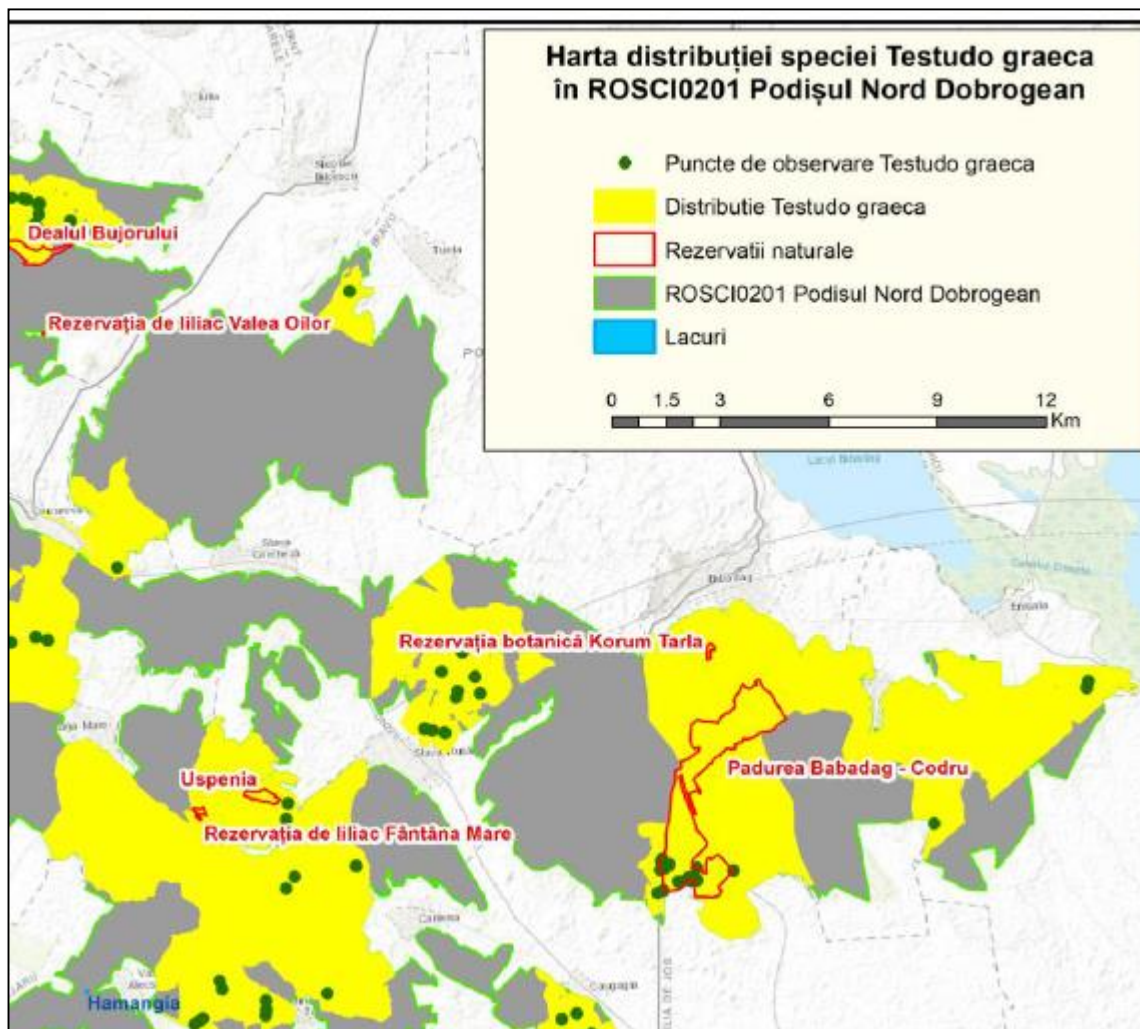 Harta distribuției speciei Testudo graeca
în ROSCI0201 Podișul Nord Dobrogean
Puncte de observare Testudo graeca
Distributie Testudo graeca
Rezervatii naturale
ROSCI0201 Podisul Nord Dobrogean
Lacuri
0 1.5 3 6 9 12
Km
Dealul Bujorului
Rezervația de liliac Valea Oilor
Rezervația botanică Korum Tarla
Padurea Babadag - Codru
Uspenia
Rezervația de liliac Fântâna Mare
Hamangia
Enisala
Caugagia